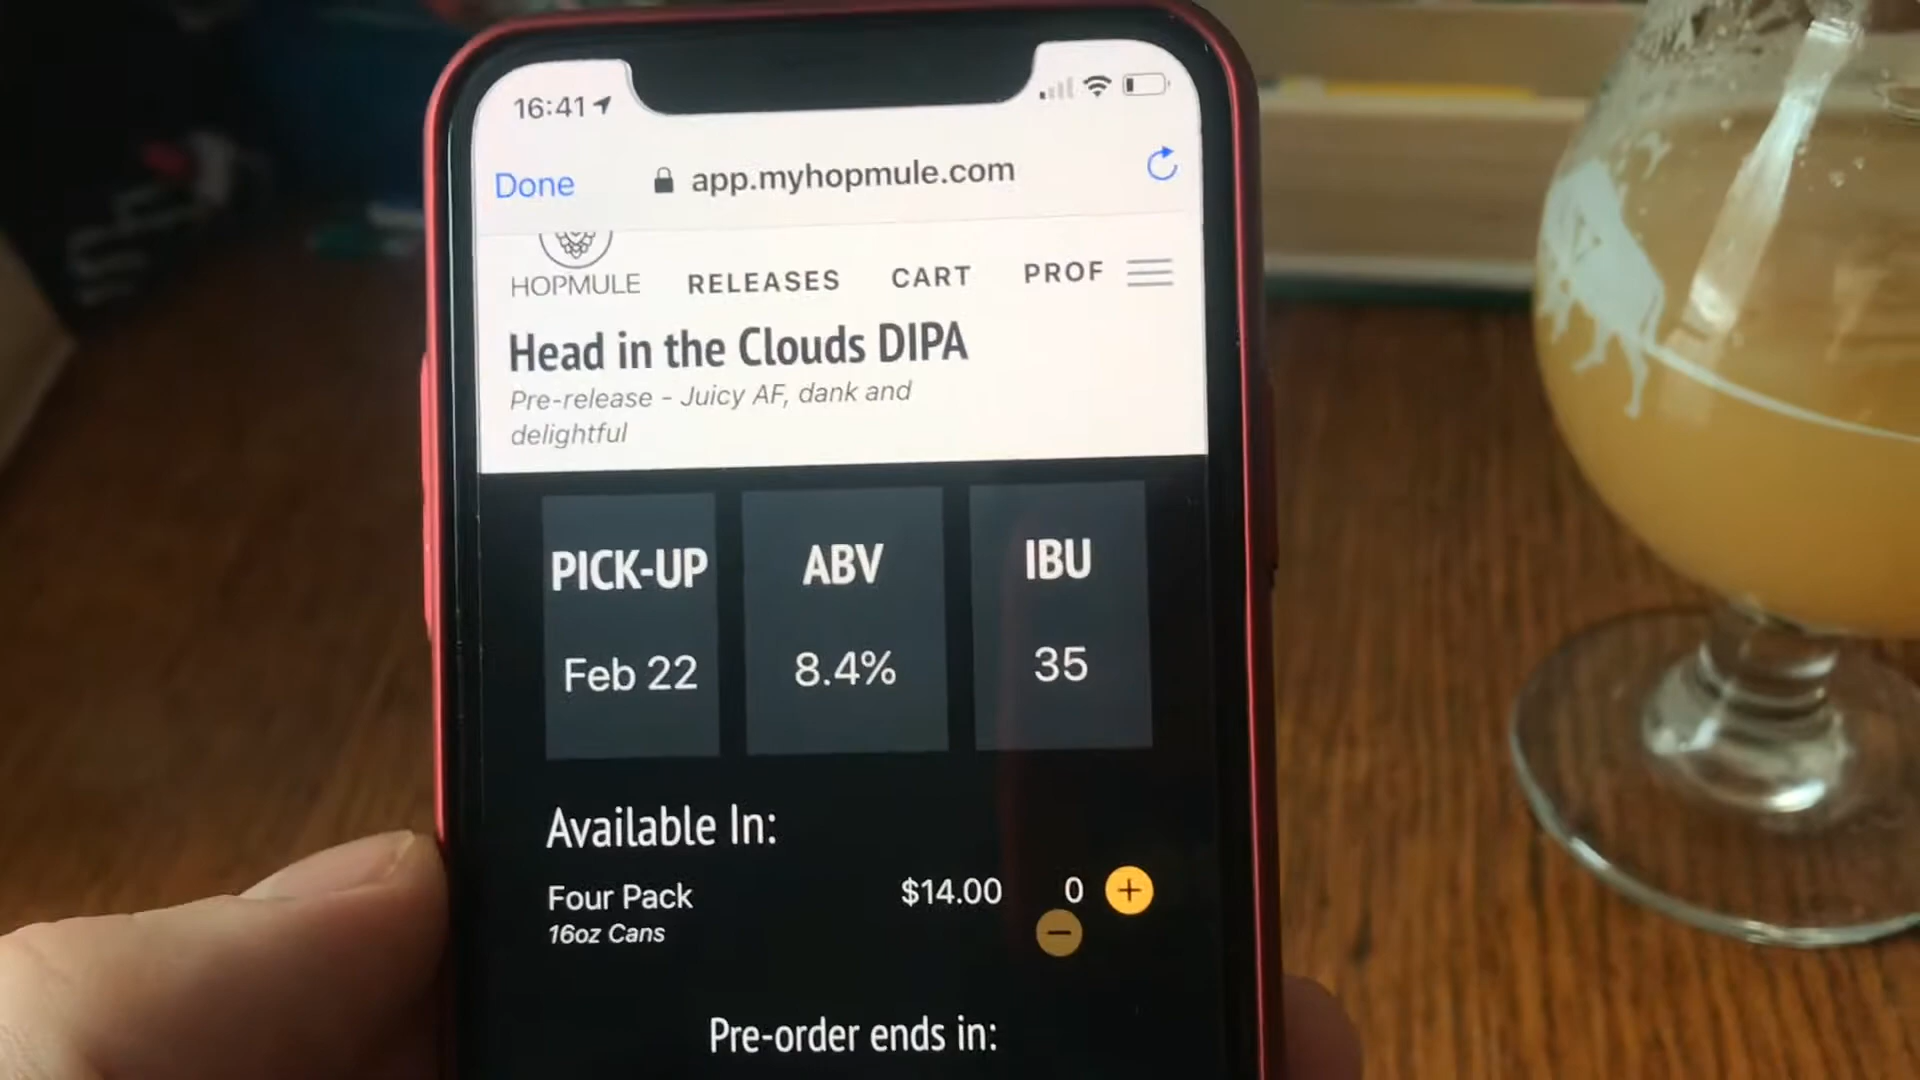 16:41
Done
app.myhopmule.com
HOPMULE
RELEASES
CART
PROF
Head in the Clouds DIPA
Pre-release - Juicy AF, dank and
delightful
PICK-UP
ABV
IBU
Feb 22
8.4%
35
Available In:
Four Pack
$14.00
0
+
16oz Cans
−
Pre-order ends in: